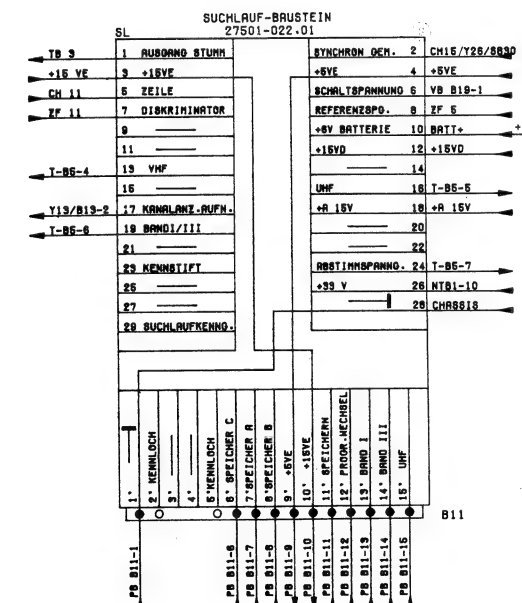 SUCHLAUF-BAUSTEIN
27501-022.01
SL
TB 3 1 AUSGANG STUMM SYNCHRON GEM. 2 CH15/Y26/SB30
+15 VE 3 +15VE +5VE 4 +5VE
CH 11 5 ZEILE SCHALTSPANNUNG 6 VB B19-1
ZF 11 7 DISKRIMINATOR REFERENZSPG. 8 ZF 5
9 +6V BATTERIE 10 BATT+ +
11 +15VD 12 +15VD
T-B5-4 13 VHF 14
15 UHF 16 T-B5-5
Y13/B13-2 17 KANALANZ.-AUFN. +A 15V 18 +A 15V
T-B5-6 19 BAND I/III 20
21 22
23 KENNSTIFT ABSTIMMSPANNG. 24 T-B5-7
25 +33 V 26 NTB1-10
27 28 CHASSIS
29 SUCHLAUFKENNG.
1'
2' KENNLOCH
3'
4'
5' KENNLOCH
6' SPEICHER C
7' SPEICHER A
8' SPEICHER B
9' +5VE
10' +15VE
11' SPEICHERN
12' PROGR.-WECHSEL
13' BAND I
14' BAND III
15' UHF
B11
PB B11-1
PB B11-6
PB B11-7
PB B11-8
PB B11-9
PB B11-10
PB B11-11
PB B11-12
PB B11-13
PB B11-14
PB B11-15